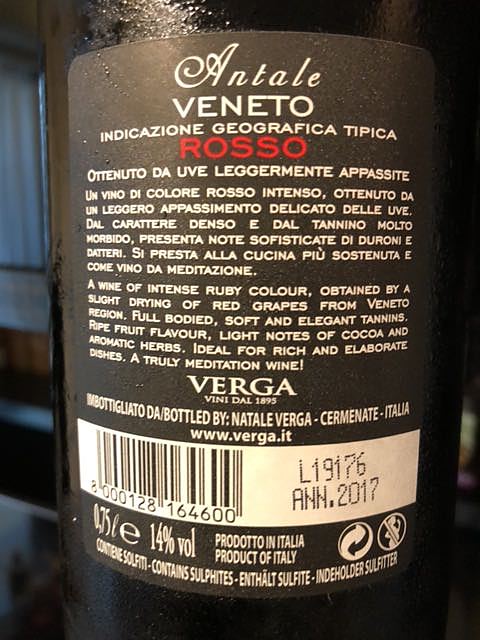 Antale
VENETO
INDICAZIONE GEOGRAFICA TIPICA
ROSSO
OTTENUTO DA UVE LEGGERMENTE APPASSITE
UN VINO DI COLORE ROSSO INTENSO, OTTENUTO DA
UN LEGGERO APPASSIMENTO DELICATO DELLE UVE.
DAL CARATTERE DENSO E DAL TANNINO MOLTO
MORBIDO, PRESENTA NOTE SOFISTICATE DI DURONI E
DATTERI. SI PRESTA ALLA CUCINA PIÙ SOSTENUTA E
COME VINO DA MEDITAZIONE.
A WINE OF INTENSE RUBY COLOUR, OBTAINED BY A
SLIGHT DRYING OF RED GRAPES FROM VENETO
REGION. FULL BODIED, SOFT AND ELEGANT TANNINS.
RIPE FRUIT FLAVOUR, LIGHT NOTES OF COCOA AND
AROMATIC HERBS. IDEAL FOR RICH AND ELABORATE
DISHES. A TRULY MEDITATION WINE!
VERGA
VINI DAL 1895
IMBOTTIGLIATO DA/BOTTLED BY: NATALE VERGA - CERMENATE - ITALIA
www.verga.it
L19176
ANN.2017
8 000128 164600
0,75 ℓ e 14% vol
PRODOTTO IN ITALIA
PRODUCT OF ITALY
CONTIENE SOLFITI - CONTAINS SULPHITES - ENTHÄLT SULFITE - INDEHOLDER SULFITTER